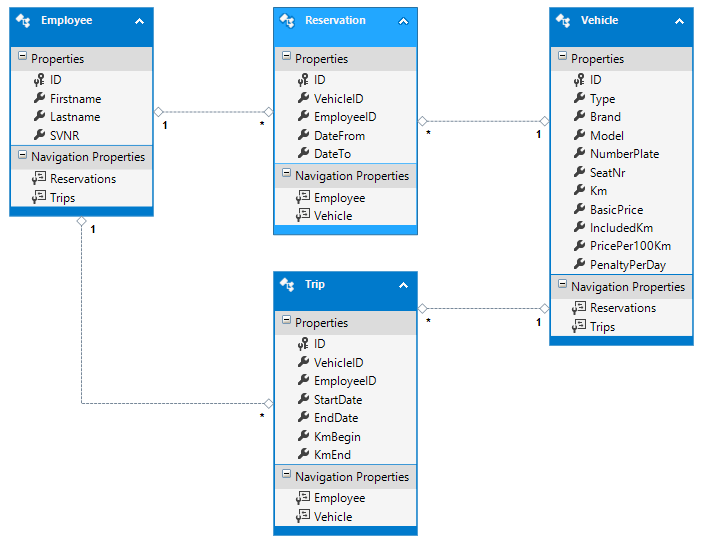 Employee
Properties
ID
Firstname
Lastname
SVNR
Navigation Properties
Reservations
Trips
1
*
1
*
Reservation
Properties
ID
VehicleID
EmployeeID
DateFrom
DateTo
Navigation Properties
Employee
Vehicle
*
1
Vehicle
Properties
ID
Type
Brand
Model
NumberPlate
SeatNr
Km
BasicPrice
IncludedKm
PricePer100Km
PenaltyPerDay
Navigation Properties
Reservations
Trips
Trip
Properties
ID
VehicleID
EmployeeID
StartDate
EndDate
KmBegin
KmEnd
Navigation Properties
Employee
Vehicle
*
1